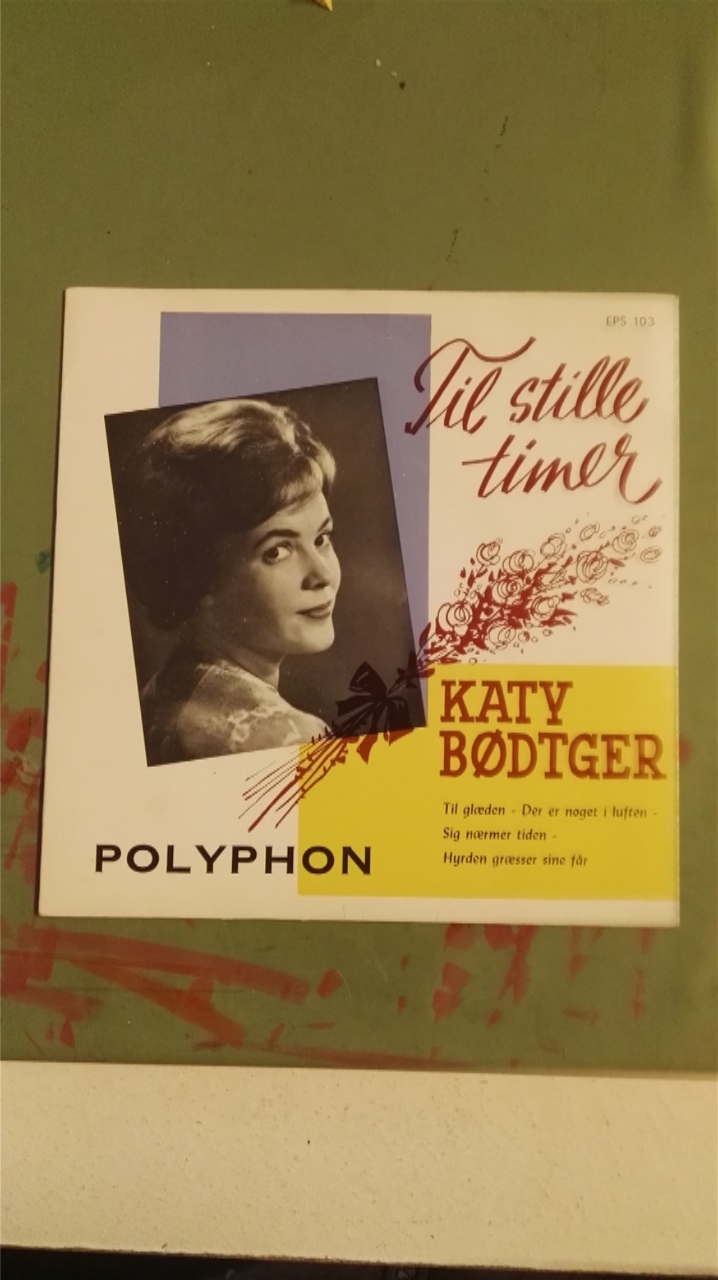 EPS 103
Til stille
timer
KATY
BØDTGER
Til glæden - Der er noget i luften -
Sig nærmer tiden -
Hyrden græsser sine får
POLYPHON